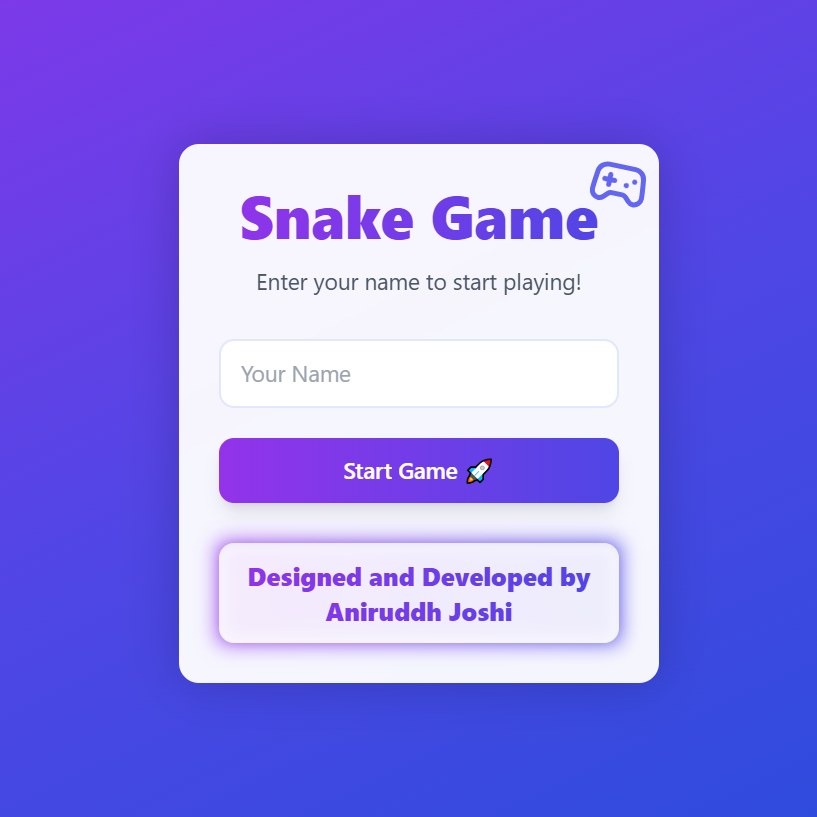 Snake Game
Enter your name to start playing!
Your Name
Start Game 🚀
Designed and Developed by
Aniruddh Joshi